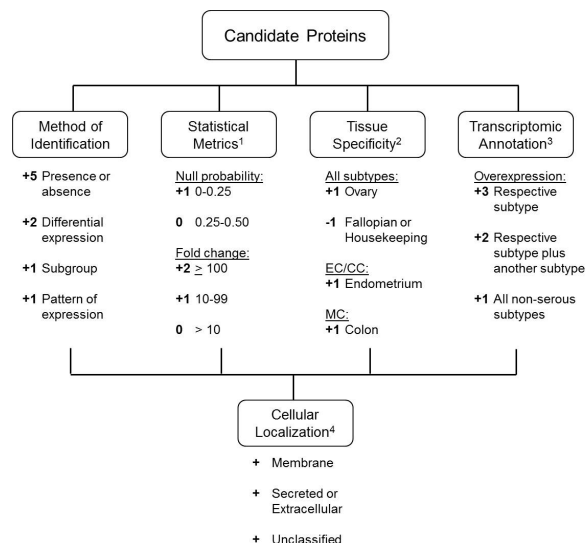 Candidate Proteins
Method of
Identification
+5 Presence or
absence
+2 Differential
expression
+1 Subgroup
+1 Pattern of
expression
Statistical
Metrics¹
Null probability:
+1 0-0.25
0 0.25-0.50
Fold change:
+2 ≥ 100
+1 10-99
0 > 10
Tissue
Specificity²
All subtypes:
+1 Ovary
-1 Fallopian or
Housekeeping
EC/CC:
+1 Endometrium
MC:
+1 Colon
Transcriptomic
Annotation³
Overexpression:
+3 Respective
subtype
+2 Respective
subtype plus
another subtype
+1 All non-serous
subtypes
Cellular
Localization⁴
+ Membrane
+ Secreted or
Extracellular
+ Unclassified